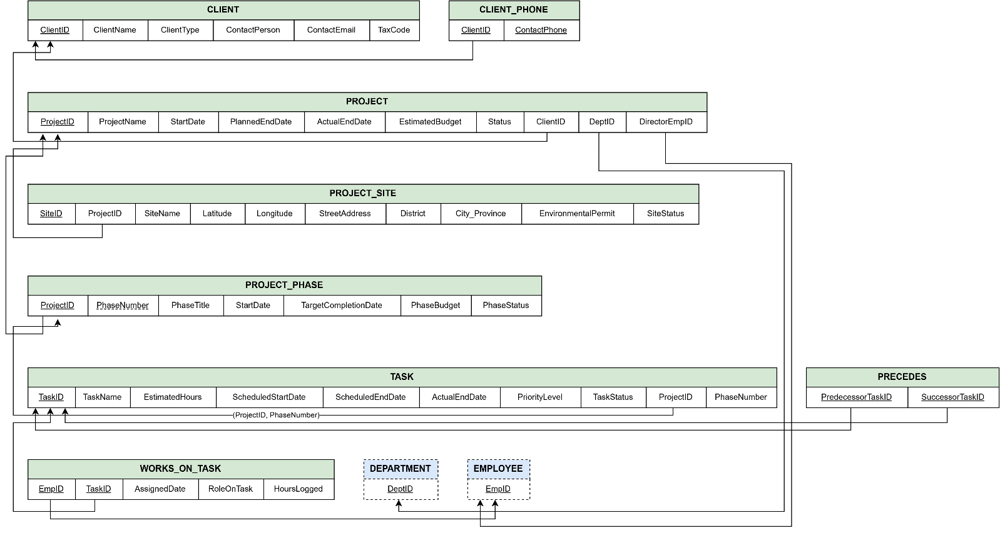 CLIENT
ClientID ClientName ClientType ContactPerson ContactEmail TaxCode
CLIENT_PHONE
ClientID ContactPhone
PROJECT
ProjectID ProjectName StartDate PlannedEndDate ActualEndDate EstimatedBudget Status ClientID DeptID DirectorEmpID
PROJECT_SITE
SiteID ProjectID SiteName Latitude Longitude StreetAddress District City_Province EnvironmentalPermit SiteStatus
PROJECT_PHASE
ProjectID PhaseNumber PhaseTitle StartDate TargetCompletionDate PhaseBudget PhaseStatus
TASK
TaskID TaskName EstimatedHours ScheduledStartDate ScheduledEndDate ActualEndDate PriorityLevel TaskStatus ProjectID PhaseNumber
(ProjectID, PhaseNumber)
PRECEDES
PredecessorTaskID SuccessorTaskID
WORKS_ON_TASK
EmpID TaskID AssignedDate RoleOnTask HoursLogged
DEPARTMENT
DeptID
EMPLOYEE
EmpID